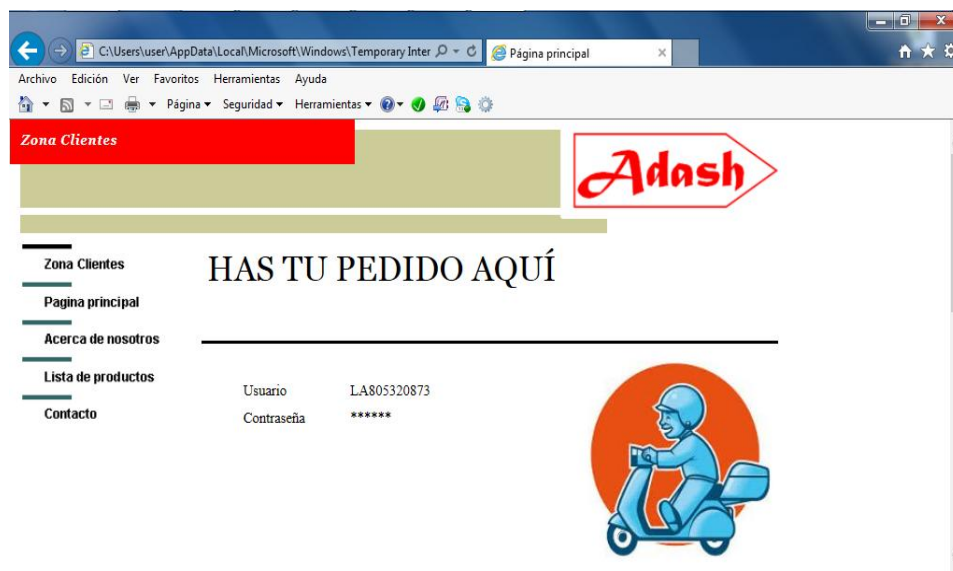 C:\Users\user\AppData\Local\Microsoft\Windows\Temporary Inter
Página principal
Archivo Edición Ver Favoritos Herramientas Ayuda
Página Seguridad Herramientas
Zona Clientes
Adash
Zona Clientes
HAS TU PEDIDO AQUÍ
Pagina principal
Acerca de nosotros
Lista de productos
Usuario LA805320873
Contacto
Contraseña ******